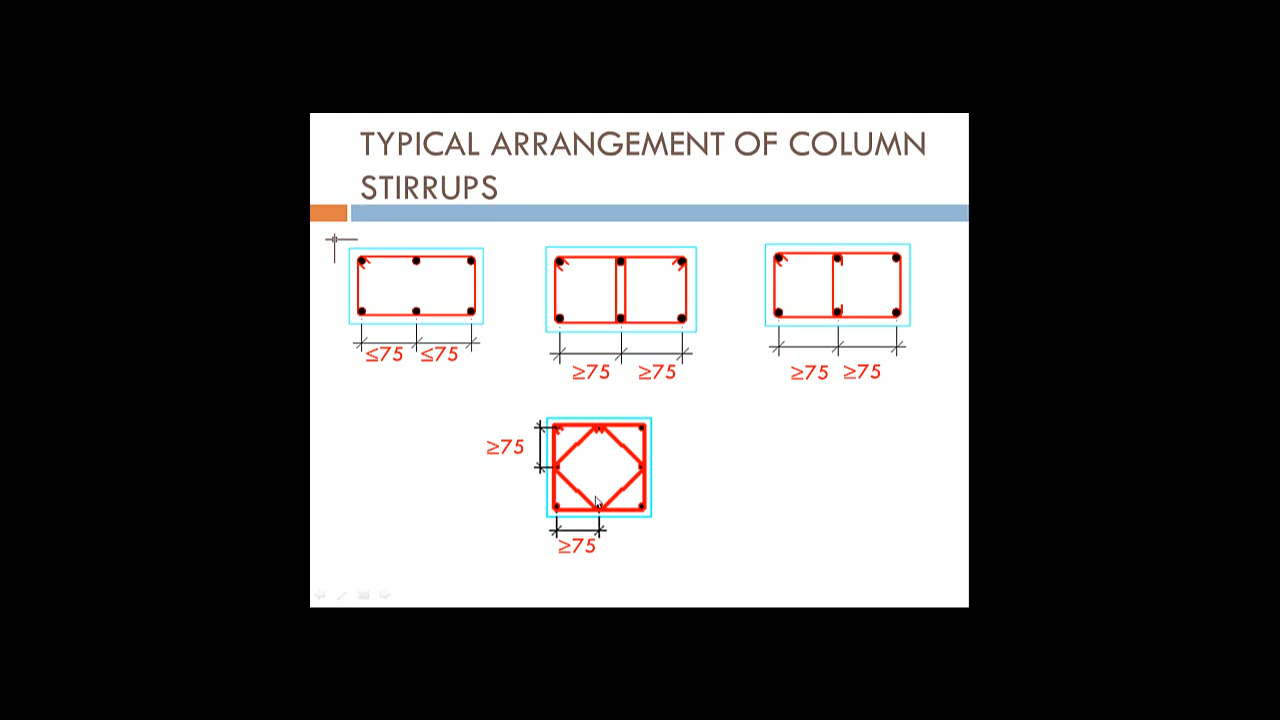 TYPICAL ARRANGEMENT OF COLUMN
STIRRUPS
≤75 ≤75
≥75 ≥75
≥75 ≥75
≥75
≥75